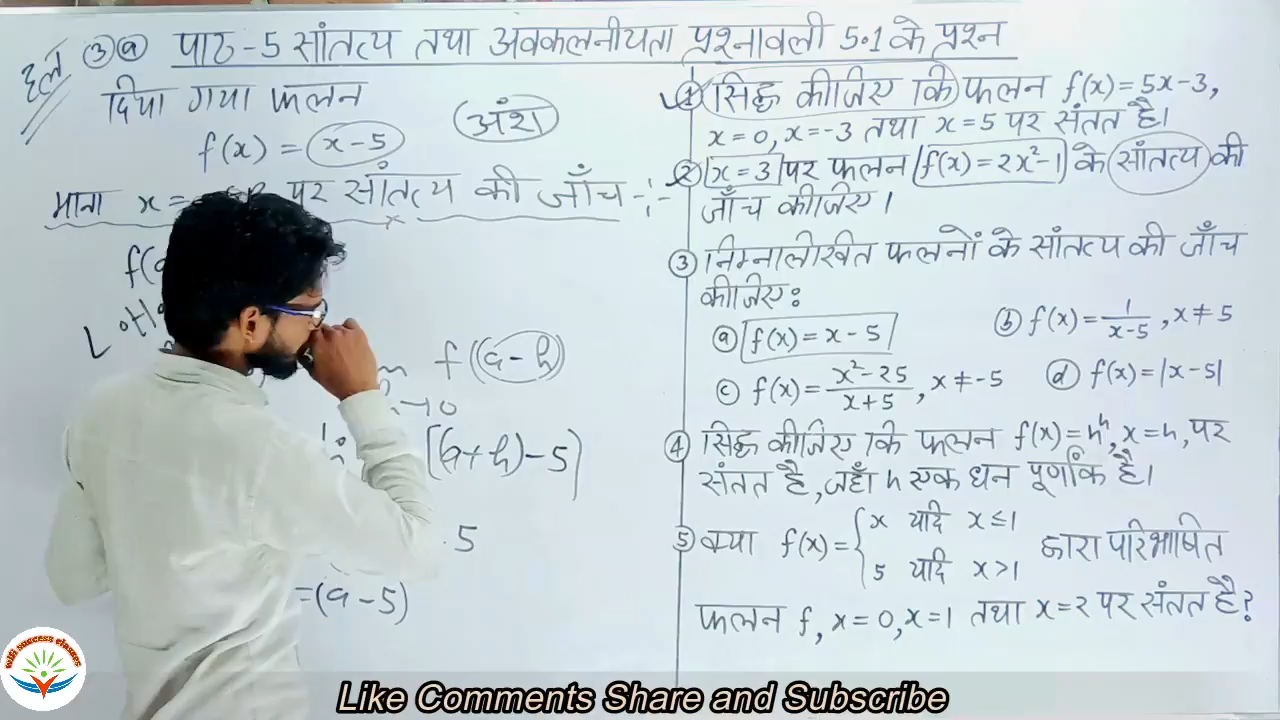 हल ③ⓐ पाठ-5 सांतत्य तथा अवकलनीयता प्रश्नावली 5.1 के प्रश्न
दिया गया फलन
अंश
f(x) = x-5
माना x= पर सांतत्य की जाँच -:-
f(a
L.H.
f(a-h)
h→0
[(a+h)-5]
.5
=(a-5)
① सिद्ध कीजिए कि फलन f(x)=5x-3,
x=0, x=-3 तथा x=5 पर संतत है।
② x=3 पर फलन f(x)=2x²-1 के सांतत्य की
जाँच कीजिए।
③ निम्नलिखित फलनों के सांतत्य की जाँच
कीजिए:
ⓐ f(x)=x-5 ⓑ f(x)=1/(x-5), x≠5
ⓒ f(x)=(x²-25)/(x+5), x≠-5 ⓓ f(x)=|x-5|
④ सिद्ध कीजिए कि फलन f(x)=nʰ, x=n, पर
संतत है, जहाँ n एक धन पूर्णांक है।
⑤ क्या f(x)={x यदि x≤1
5 यदि x>1 द्वारा परिभाषित
फलन f, x=0, x=1 तथा x=2 पर संतत है?
wifi success classes
Like Comments Share and Subscribe